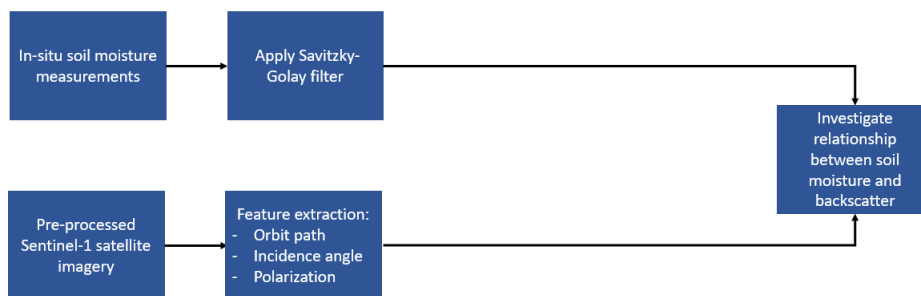 In-situ soil moisture
measurements
Apply Savitzky-
Golay filter
Investigate
relationship
between soil
moisture and
backscatter
Pre-processed
Sentinel-1 satellite
imagery
Feature extraction:
- Orbit path
- Incidence angle
- Polarization